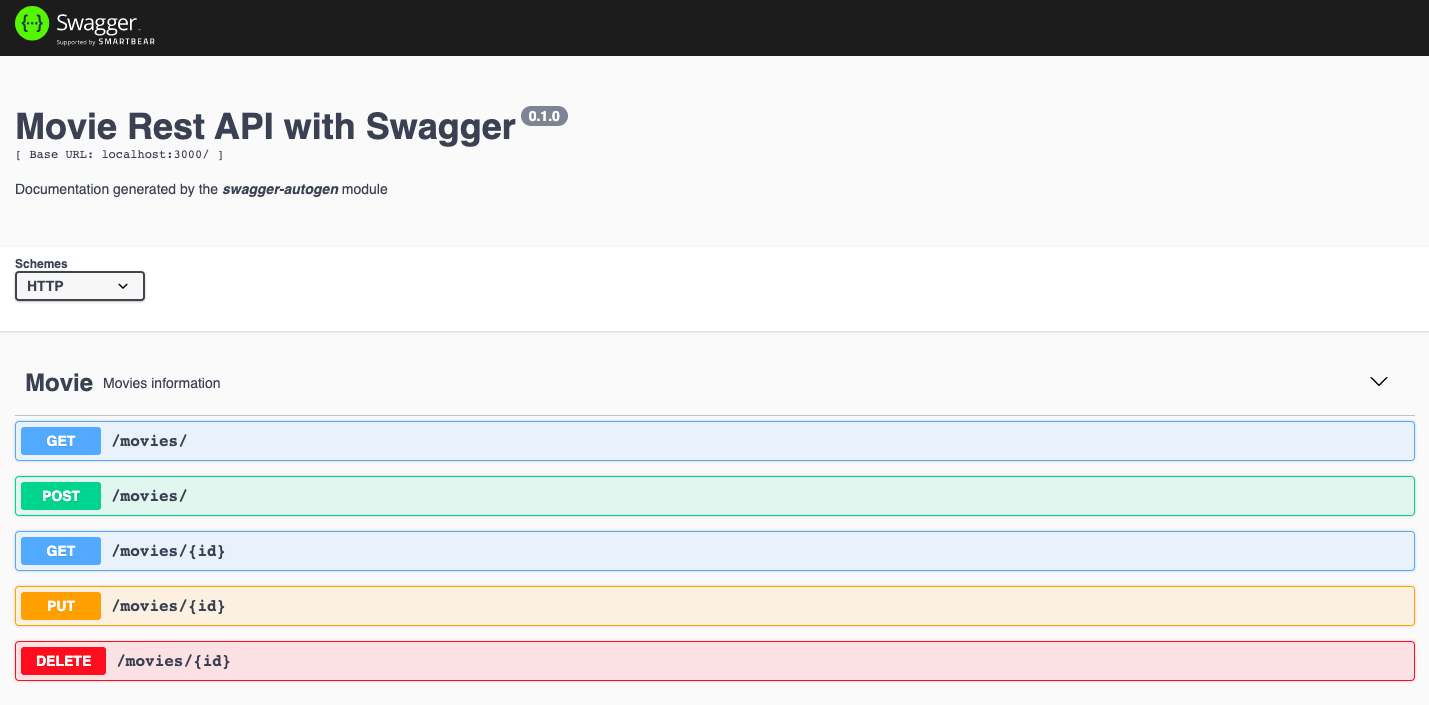 {···} Swagger
Supported by SMARTBEAR
Movie Rest API with Swagger 0.1.0
[ Base URL: localhost:3000/ ]
Documentation generated by the swagger-autogen module
Schemes
HTTP
Movie Movies information
GET /movies/
POST /movies/
GET /movies/{id}
PUT /movies/{id}
DELETE /movies/{id}